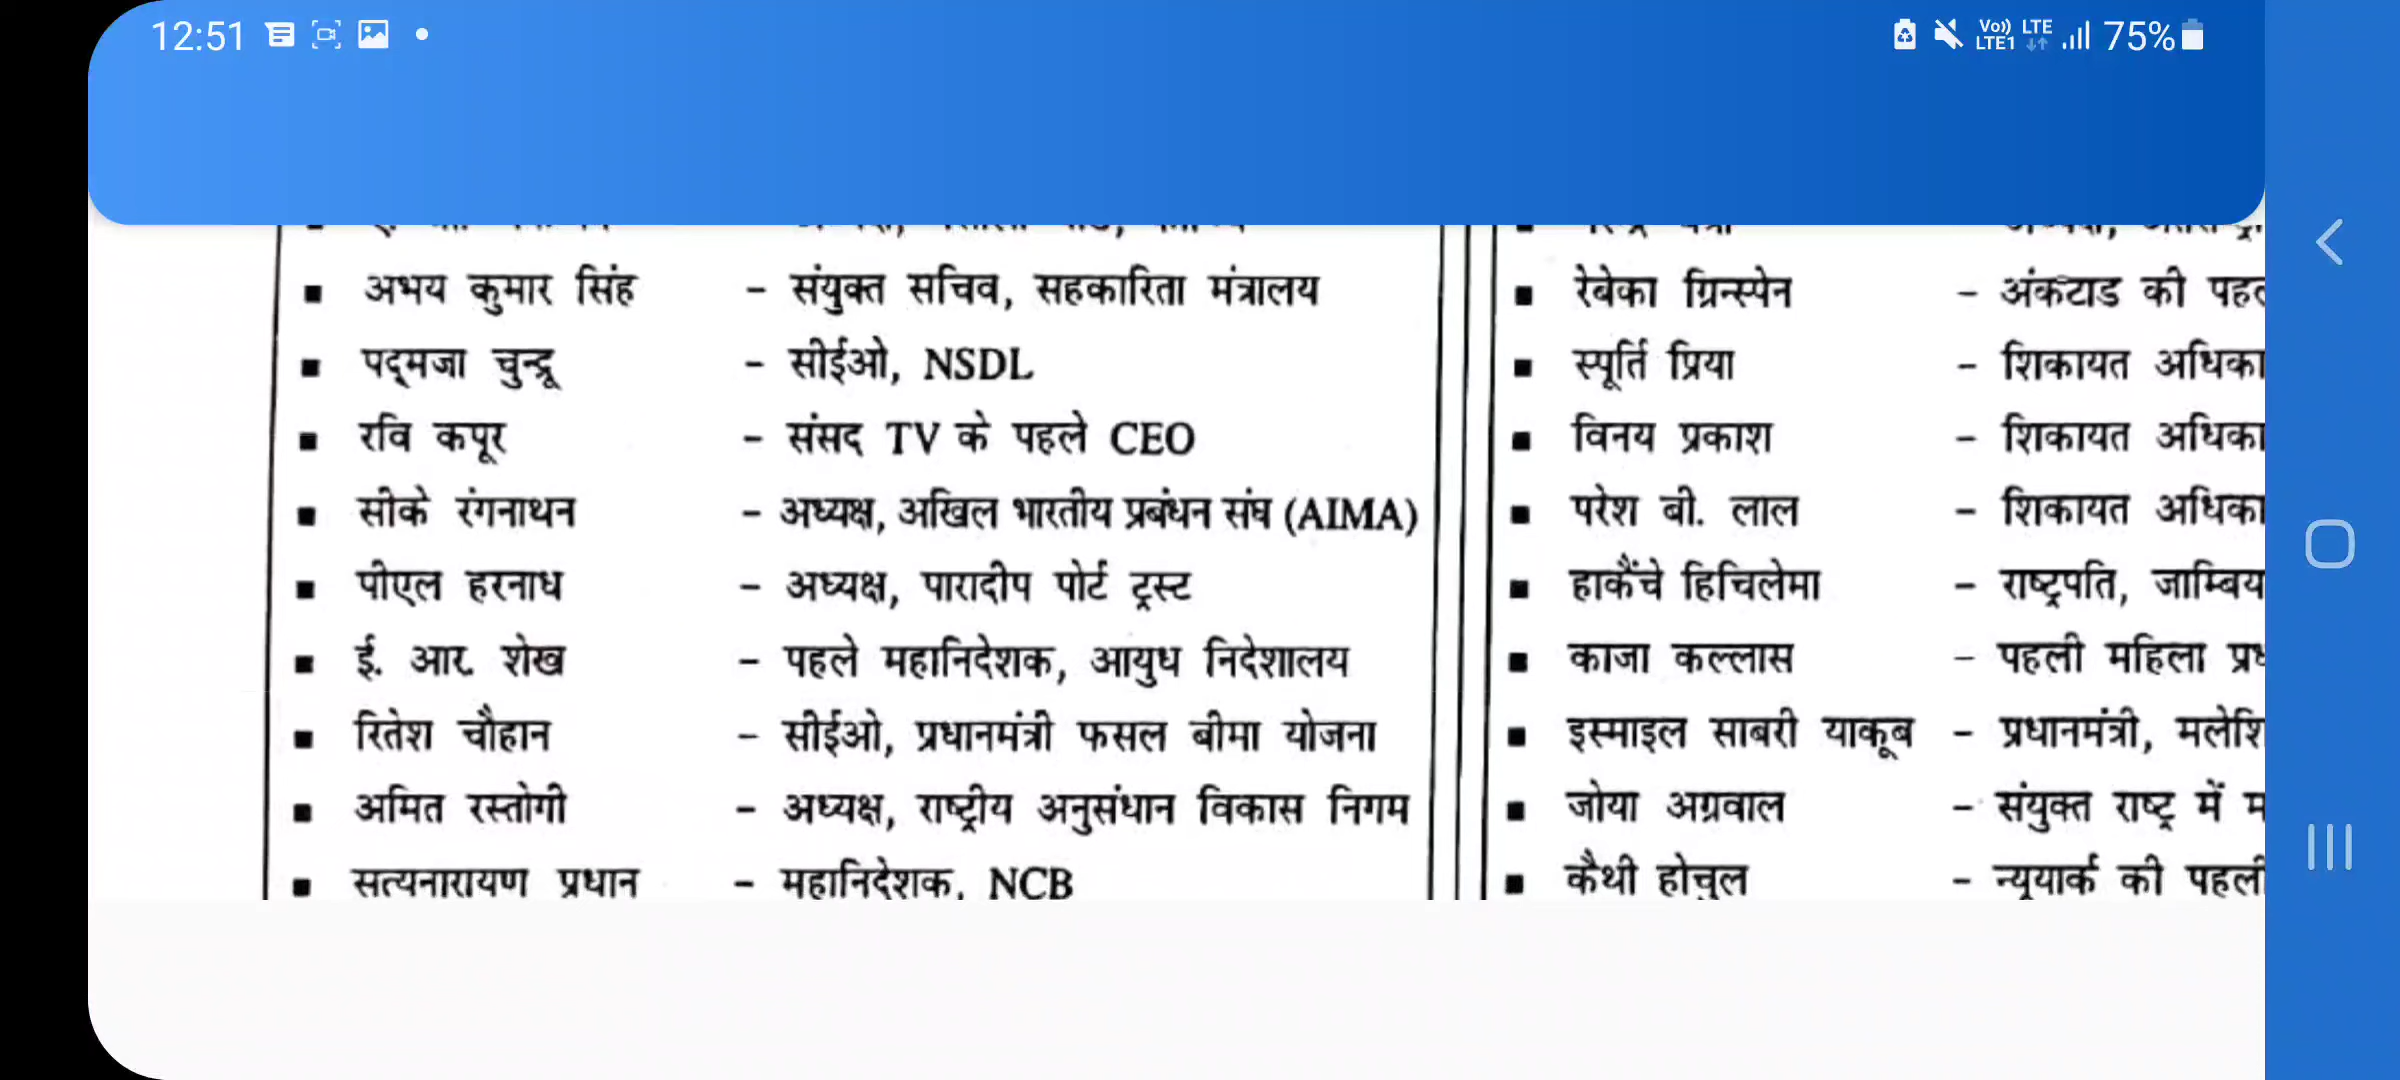 12:51
Vo)) LTE1 LTE 75%
■ अभय कुमार सिंह – संयुक्त सचिव, सहकारिता मंत्रालय
■ पद्मजा चुन्द्रू – सीईओ, NSDL
■ रवि कपूर – संसद TV के पहले CEO
■ सीके रंगनाथन – अध्यक्ष, अखिल भारतीय प्रबंधन संघ (AIMA)
■ पीएल हरनाध – अध्यक्ष, पारादीप पोर्ट ट्रस्ट
■ ई. आर. शेख – पहले महानिदेशक, आयुध निदेशालय
■ रितेश चौहान – सीईओ, प्रधानमंत्री फसल बीमा योजना
■ अमित रस्तोगी – अध्यक्ष, राष्ट्रीय अनुसंधान विकास निगम
■ सत्यनारायण प्रधान – महानिदेशक, NCB
■ रेबेका ग्रिन्स्पेन – अंकटाड की
■ स्पूर्ति प्रिया – शिकायत
■ विनय प्रकाश – शिकायत
■ परेश बी. लाल – शिकायत
■ हाकैंचे हिचिलेमा – राष्ट्रपति,
■ काजा कल्लास – पहली महिला
■ इस्माइल साबरी याकूब – प्रधानमंत्री,
■ जोया अग्रवाल – संयुक्त राष्ट्र में
■ कैथी होचुल – न्यूयार्क की